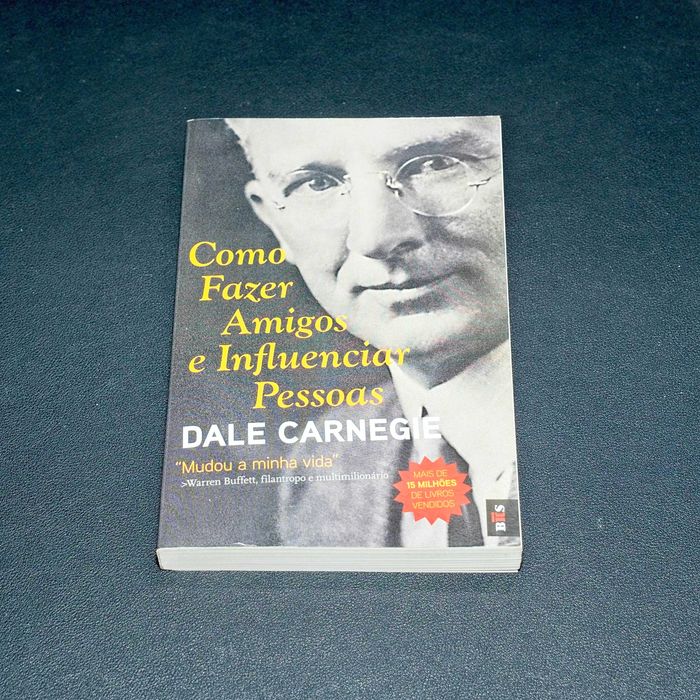 Como
Fazer
Amigos
e Influenciar
Pessoas
DALE CARNEGIE
“Mudou a minha vida”
>Warren Buffett, filantropo e multimilionário
MAIS DE
15 MILHÕES
DE LIVROS
VENDIDOS
BIIS